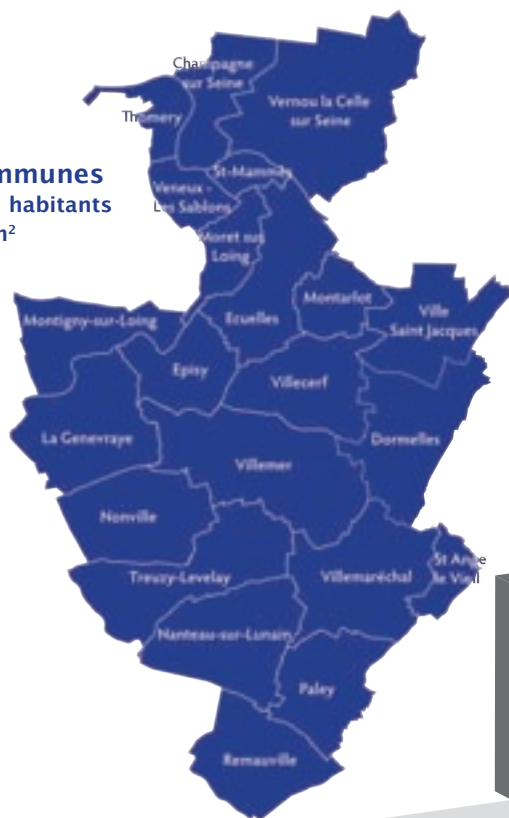 Champagne
sur Seine
Vernou la Celle
sur Seine
Thomery
mmunes
habitants
m²
St-Mammès
Veneux -
Les Sablons
Moret sur
Loing
Montarlot
Ville
Saint Jacques
Montigny-sur-Loing
Ecuelles
Episy
Villecerf
La Genevraye
Dormelles
Villemer
Nonville
St Ange
le Vieil
Treuzy-Levelay
Villemaréchal
Nanteau-sur-Lunain
Paley
Remauville